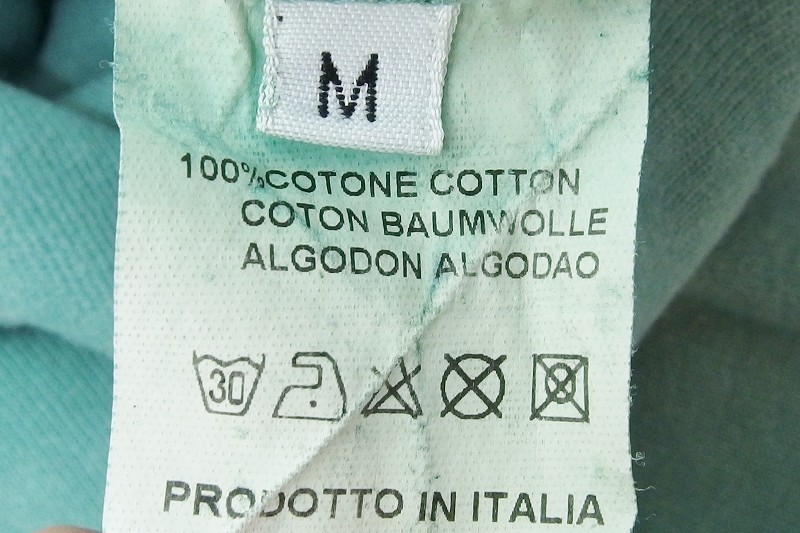 M
100%COTONE COTTON
COTON BAUMWOLLE
ALGODON ALGODAO
30
PRODOTTO IN ITALIA